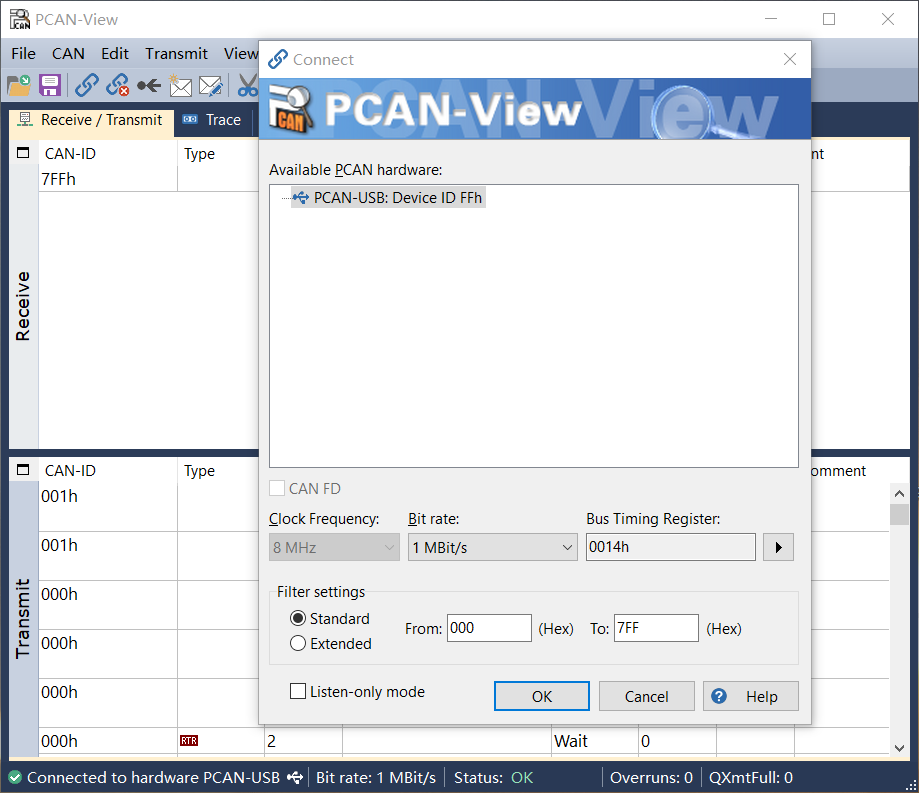 PCAN-View
File CAN Edit Transmit View
Connect
PCAN-View
Receive / Transmit
Trace
CAN-ID Type
7FFh
Receive
Available PCAN hardware:
PCAN-USB: Device ID FFh
CAN FD
Clock Frequency: Bit rate: Bus Timing Register:
8 MHz 1 MBit/s 0014h
Filter settings
Standard
Extended
From: 000 (Hex) To: 7FF (Hex)
Listen-only mode
OK Cancel Help
CAN-ID Type omment
001h
001h
000h
000h
000h
000h RTR 2 Wait 0
Transmit
Connected to hardware PCAN-USB Bit rate: 1 MBit/s Status: OK Overruns: 0 QXmtFull: 0